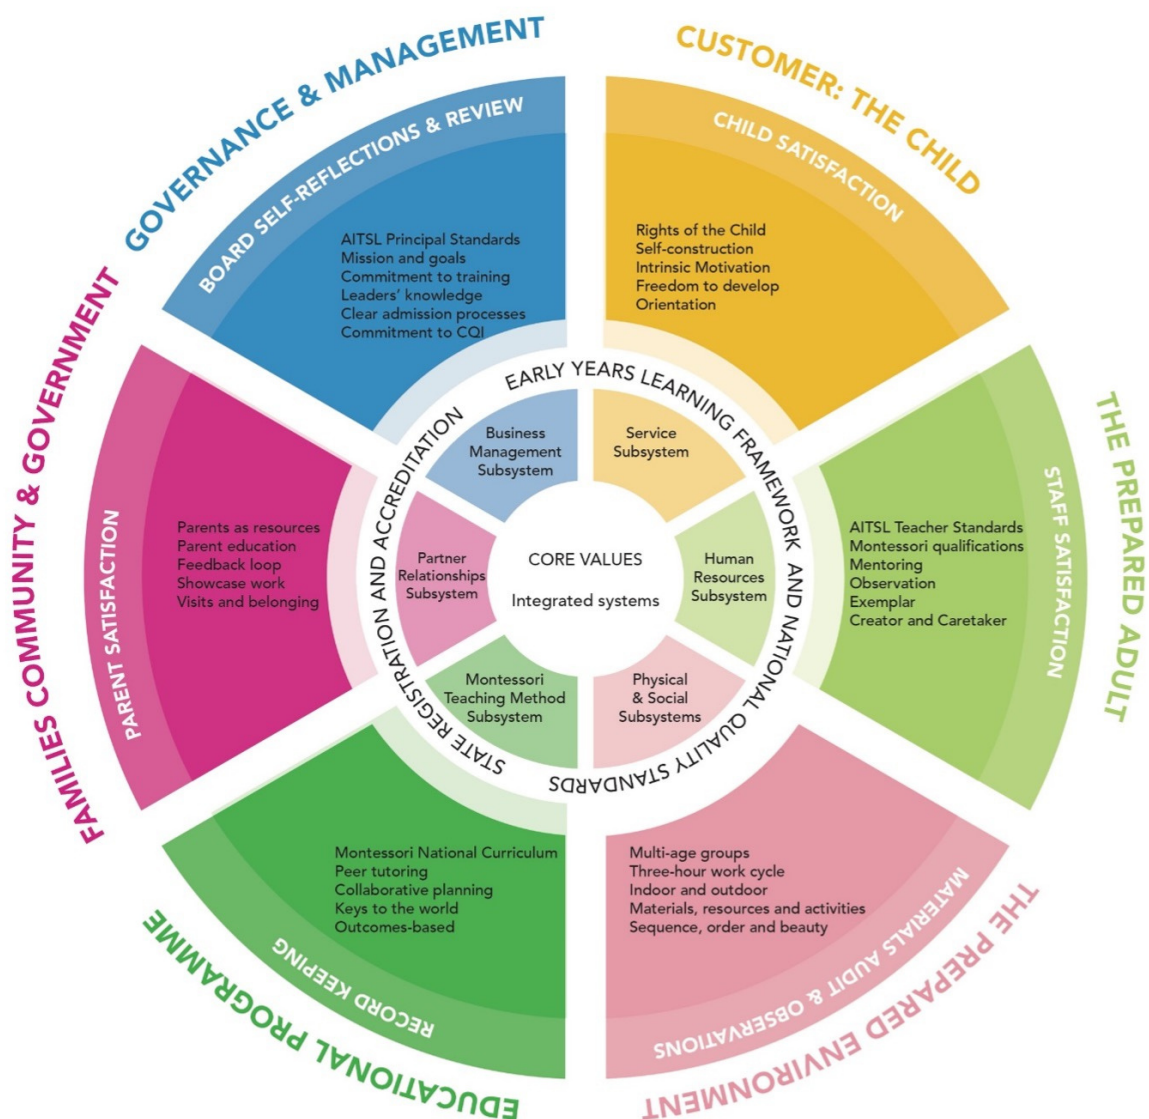 GOVERNANCE & MANAGEMENT
BOARD SELF-REFLECTIONS & REVIEW
AITSL Principal Standards
Mission and goals
Commitment to training
Leaders’ knowledge
Clear admission processes
Commitment to CQI
CUSTOMER: THE CHILD
CHILD SATISFACTION
Rights of the Child
Self-construction
Intrinsic Motivation
Freedom to develop
Orientation
THE PREPARED ADULT
STAFF SATISFACTION
AITSL Teacher Standards
Montessori qualifications
Mentoring
Observation
Exemplar
Creator and Caretaker
THE PREPARED ENVIRONMENT
MATERIALS AUDIT & OBSERVATIONS
Multi-age groups
Three-hour work cycle
Indoor and outdoor
Materials, resources and activities
Sequence, order and beauty
EDUCATIONAL PROGRAMME
RECORD KEEPING
Montessori National Curriculum
Peer tutoring
Collaborative planning
Keys to the world
Outcomes-based
FAMILIES COMMUNITY & GOVERNMENT
PARENT SATISFACTION
Parents as resources
Parent education
Feedback loop
Showcase work
Visits and belonging
EARLY YEARS LEARNING FRAMEWORK AND NATIONAL QUALITY STANDARDS
STATE REGISTRATION AND ACCREDITATION
Business
Management
Subsystem
Service
Subsystem
Human
Resources
Subsystem
Physical
& Social
Subsystems
Montessori
Teaching Method
Subsystem
Partner
Relationships
Subsystem
CORE VALUES
Integrated systems